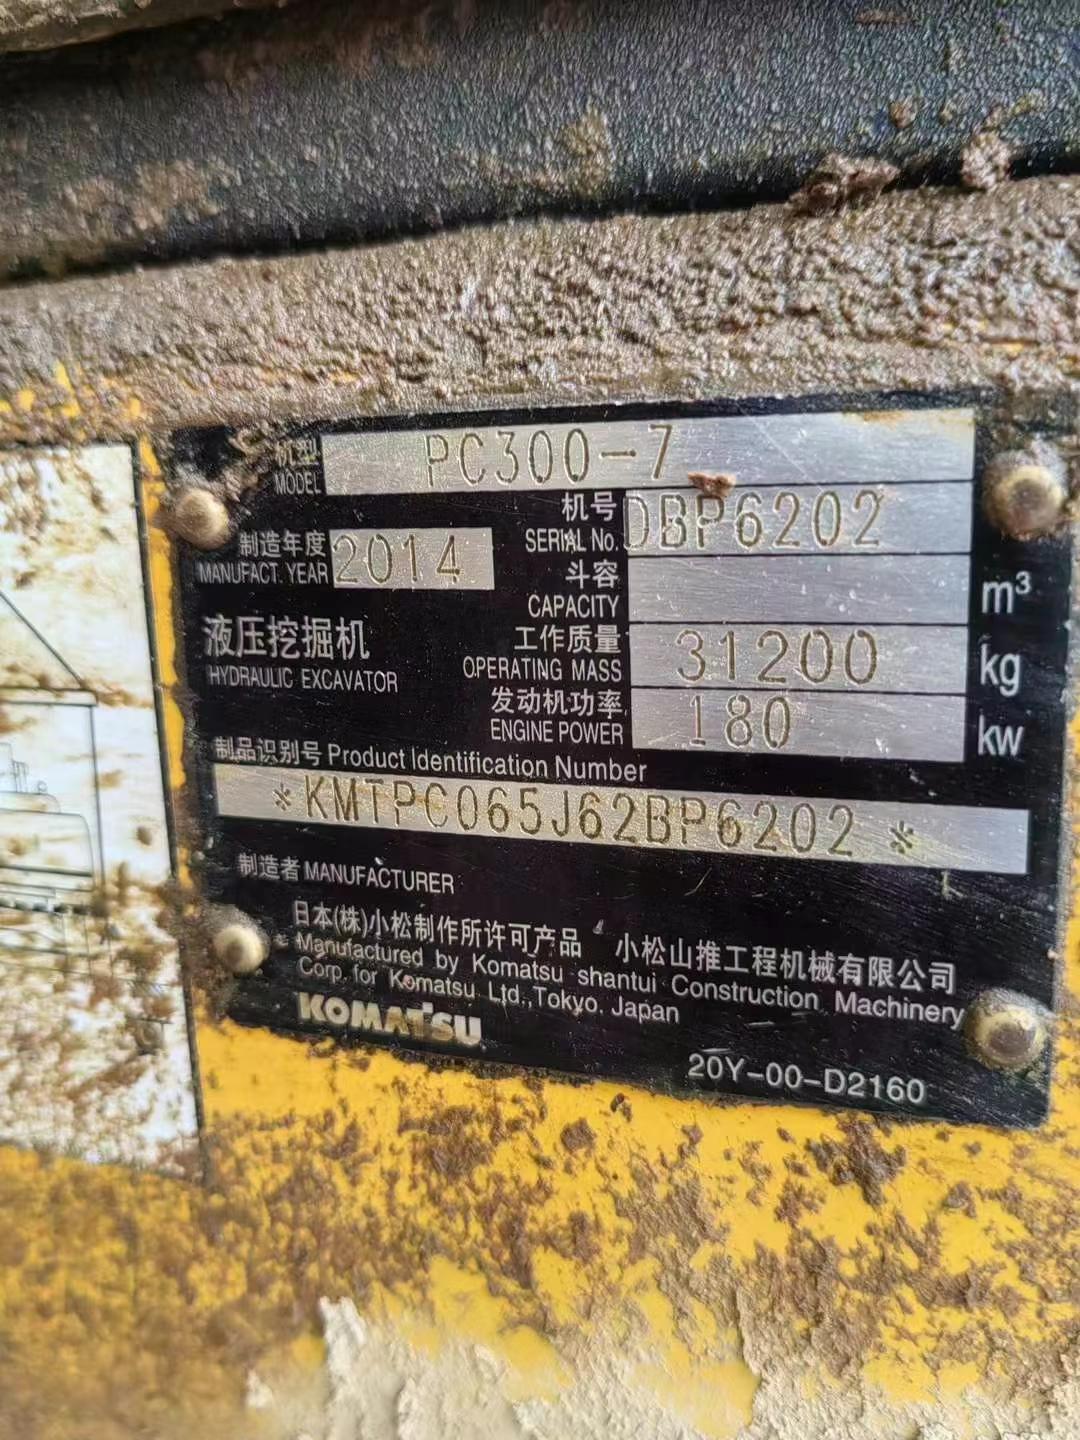 机型 MODEL PC300-7
机号 SERIAL No. DBP6202
制造年度 MANUFACT. YEAR 2014
斗容 CAPACITY m³
液压挖掘机
HYDRAULIC EXCAVATOR
工作质量 OPERATING MASS 31200 kg
发动机功率 ENGINE POWER 180 kw
制品识别号 Product Identification Number
*KMTPC065J62BP6202*
制造者 MANUFACTURER
日本(株)小松制作所许可产品 小松山推工程机械有限公司
Manufactured by Komatsu shantui Construction Machinery
Corp. for Komatsu Ltd.,Tokyo. Japan
KOMATSU
20Y-00-D2160